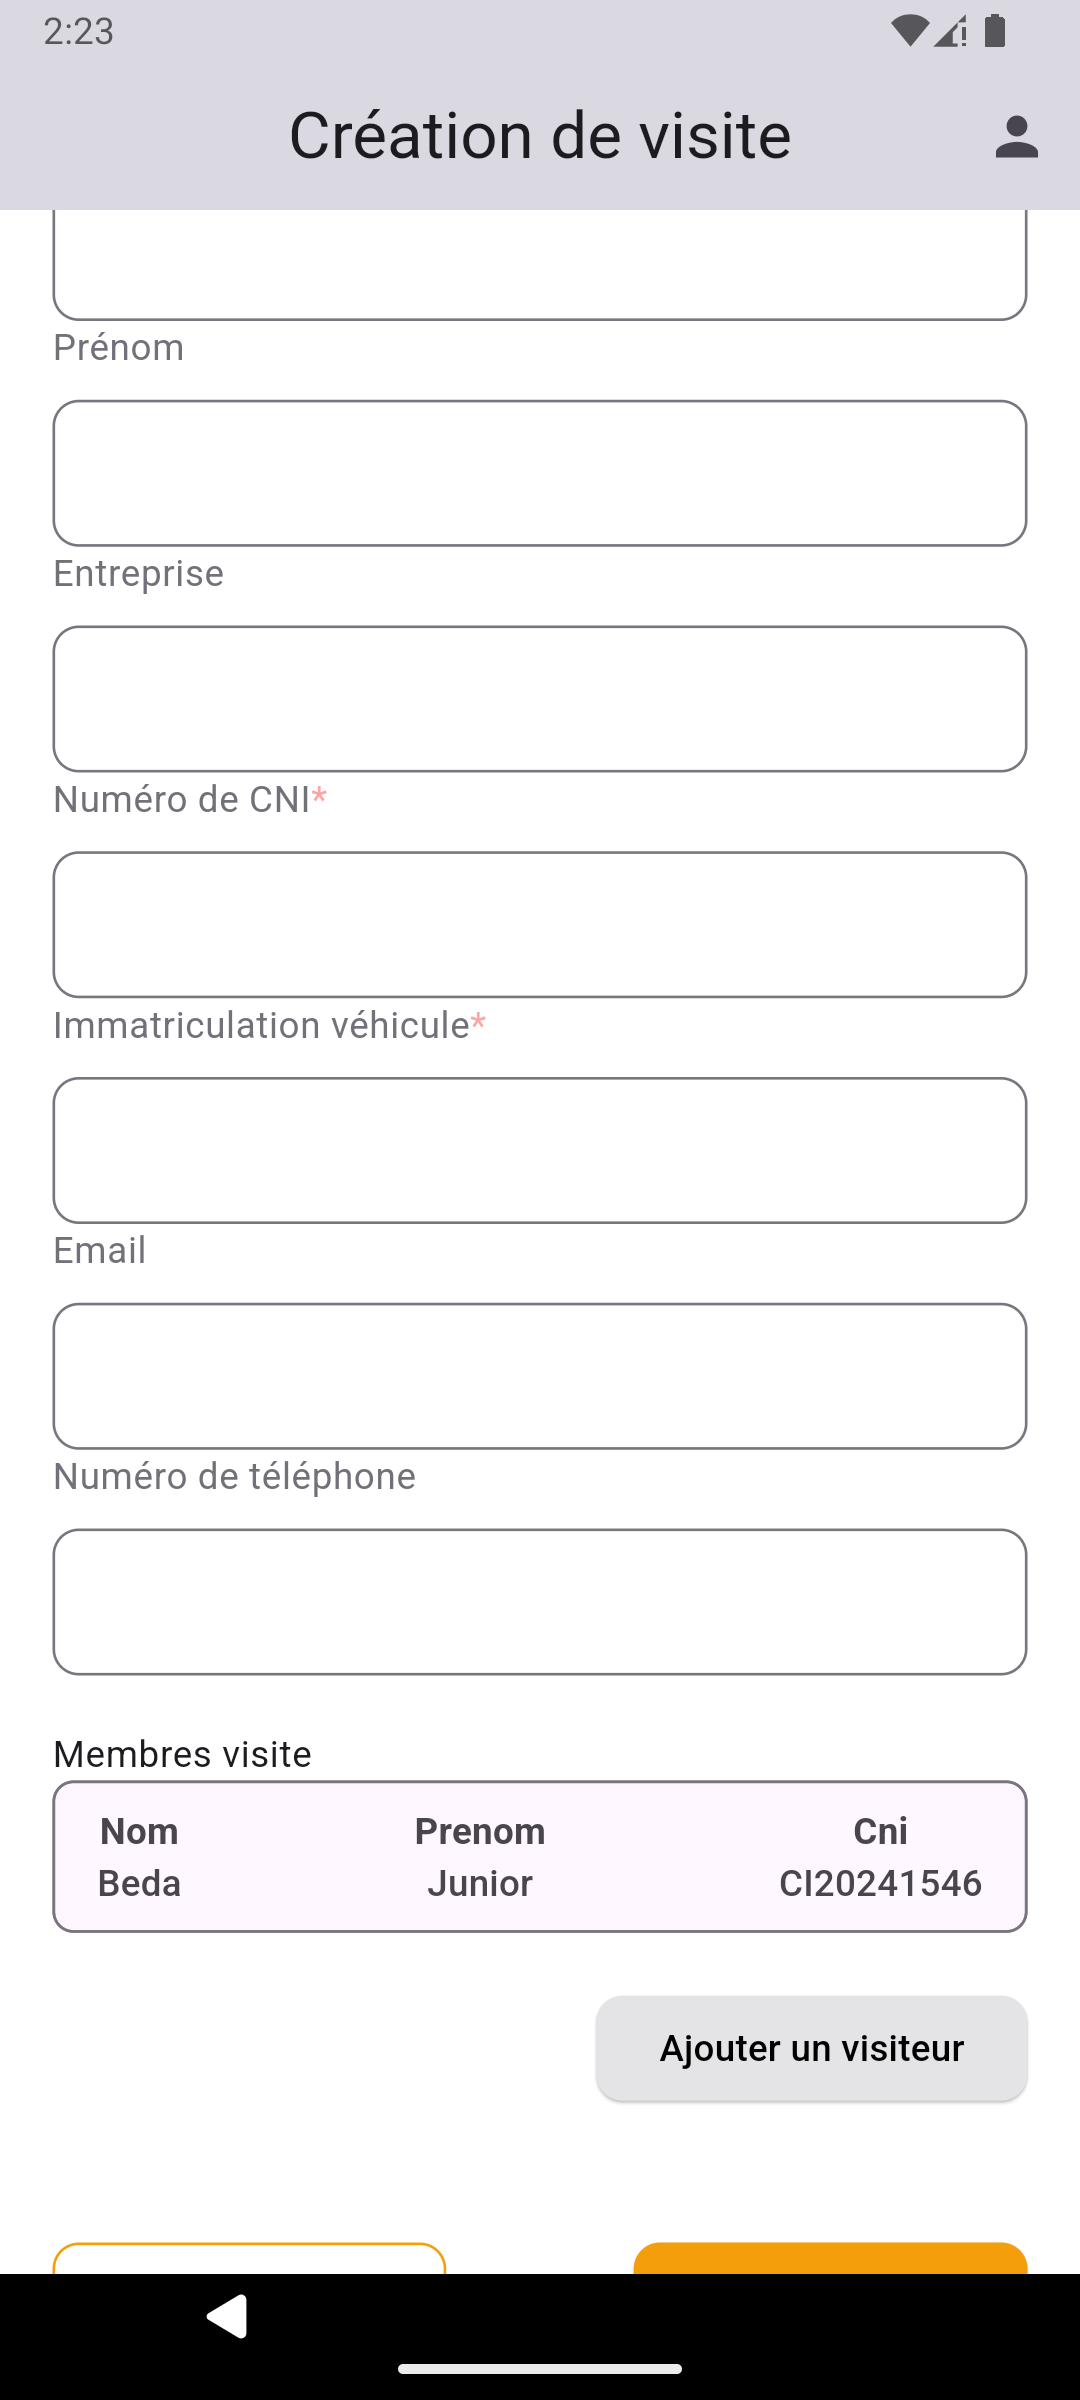 2:23
Création de visite
Prénom
Entreprise
Numéro de CNI*
Immatriculation véhicule*
Email
Numéro de téléphone
Membres visite
Nom Prenom Cni
Beda Junior CI20241546
Ajouter un visiteur